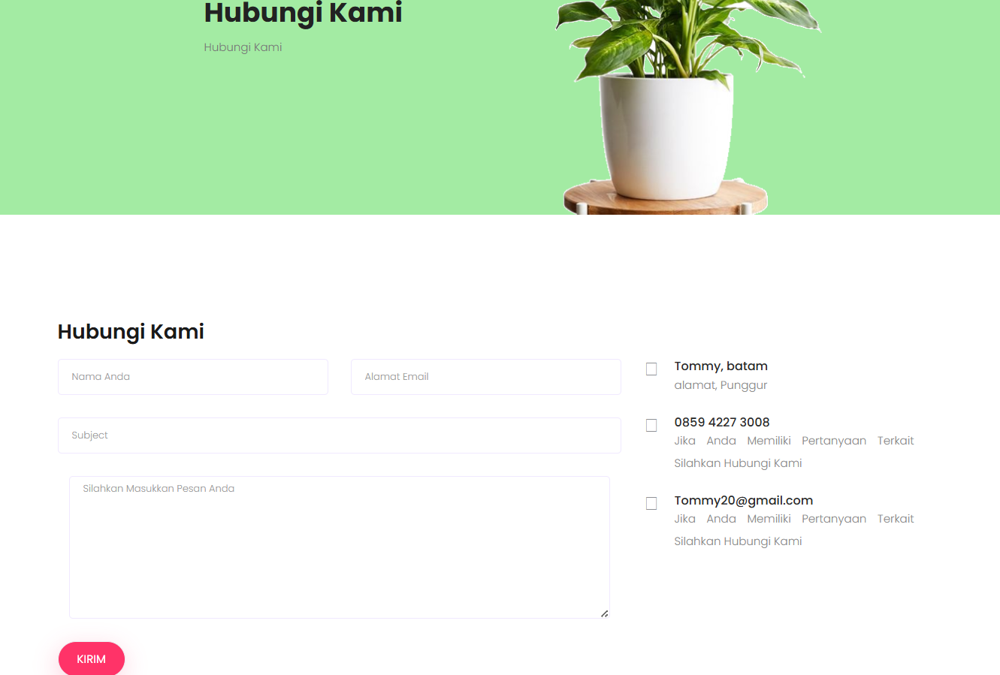 Hubungi Kami
Hubungi Kami
Hubungi Kami
Nama Anda
Alamat Email
Subject
Silahkan Masukkan Pesan Anda
KIRIM
Tommy, batam
alamat, Punggur
0859 4227 3008
Jika Anda Memiliki Pertanyaan Terkait
Silahkan Hubungi Kami
Tommy20@gmail.com
Jika Anda Memiliki Pertanyaan Terkait
Silahkan Hubungi Kami